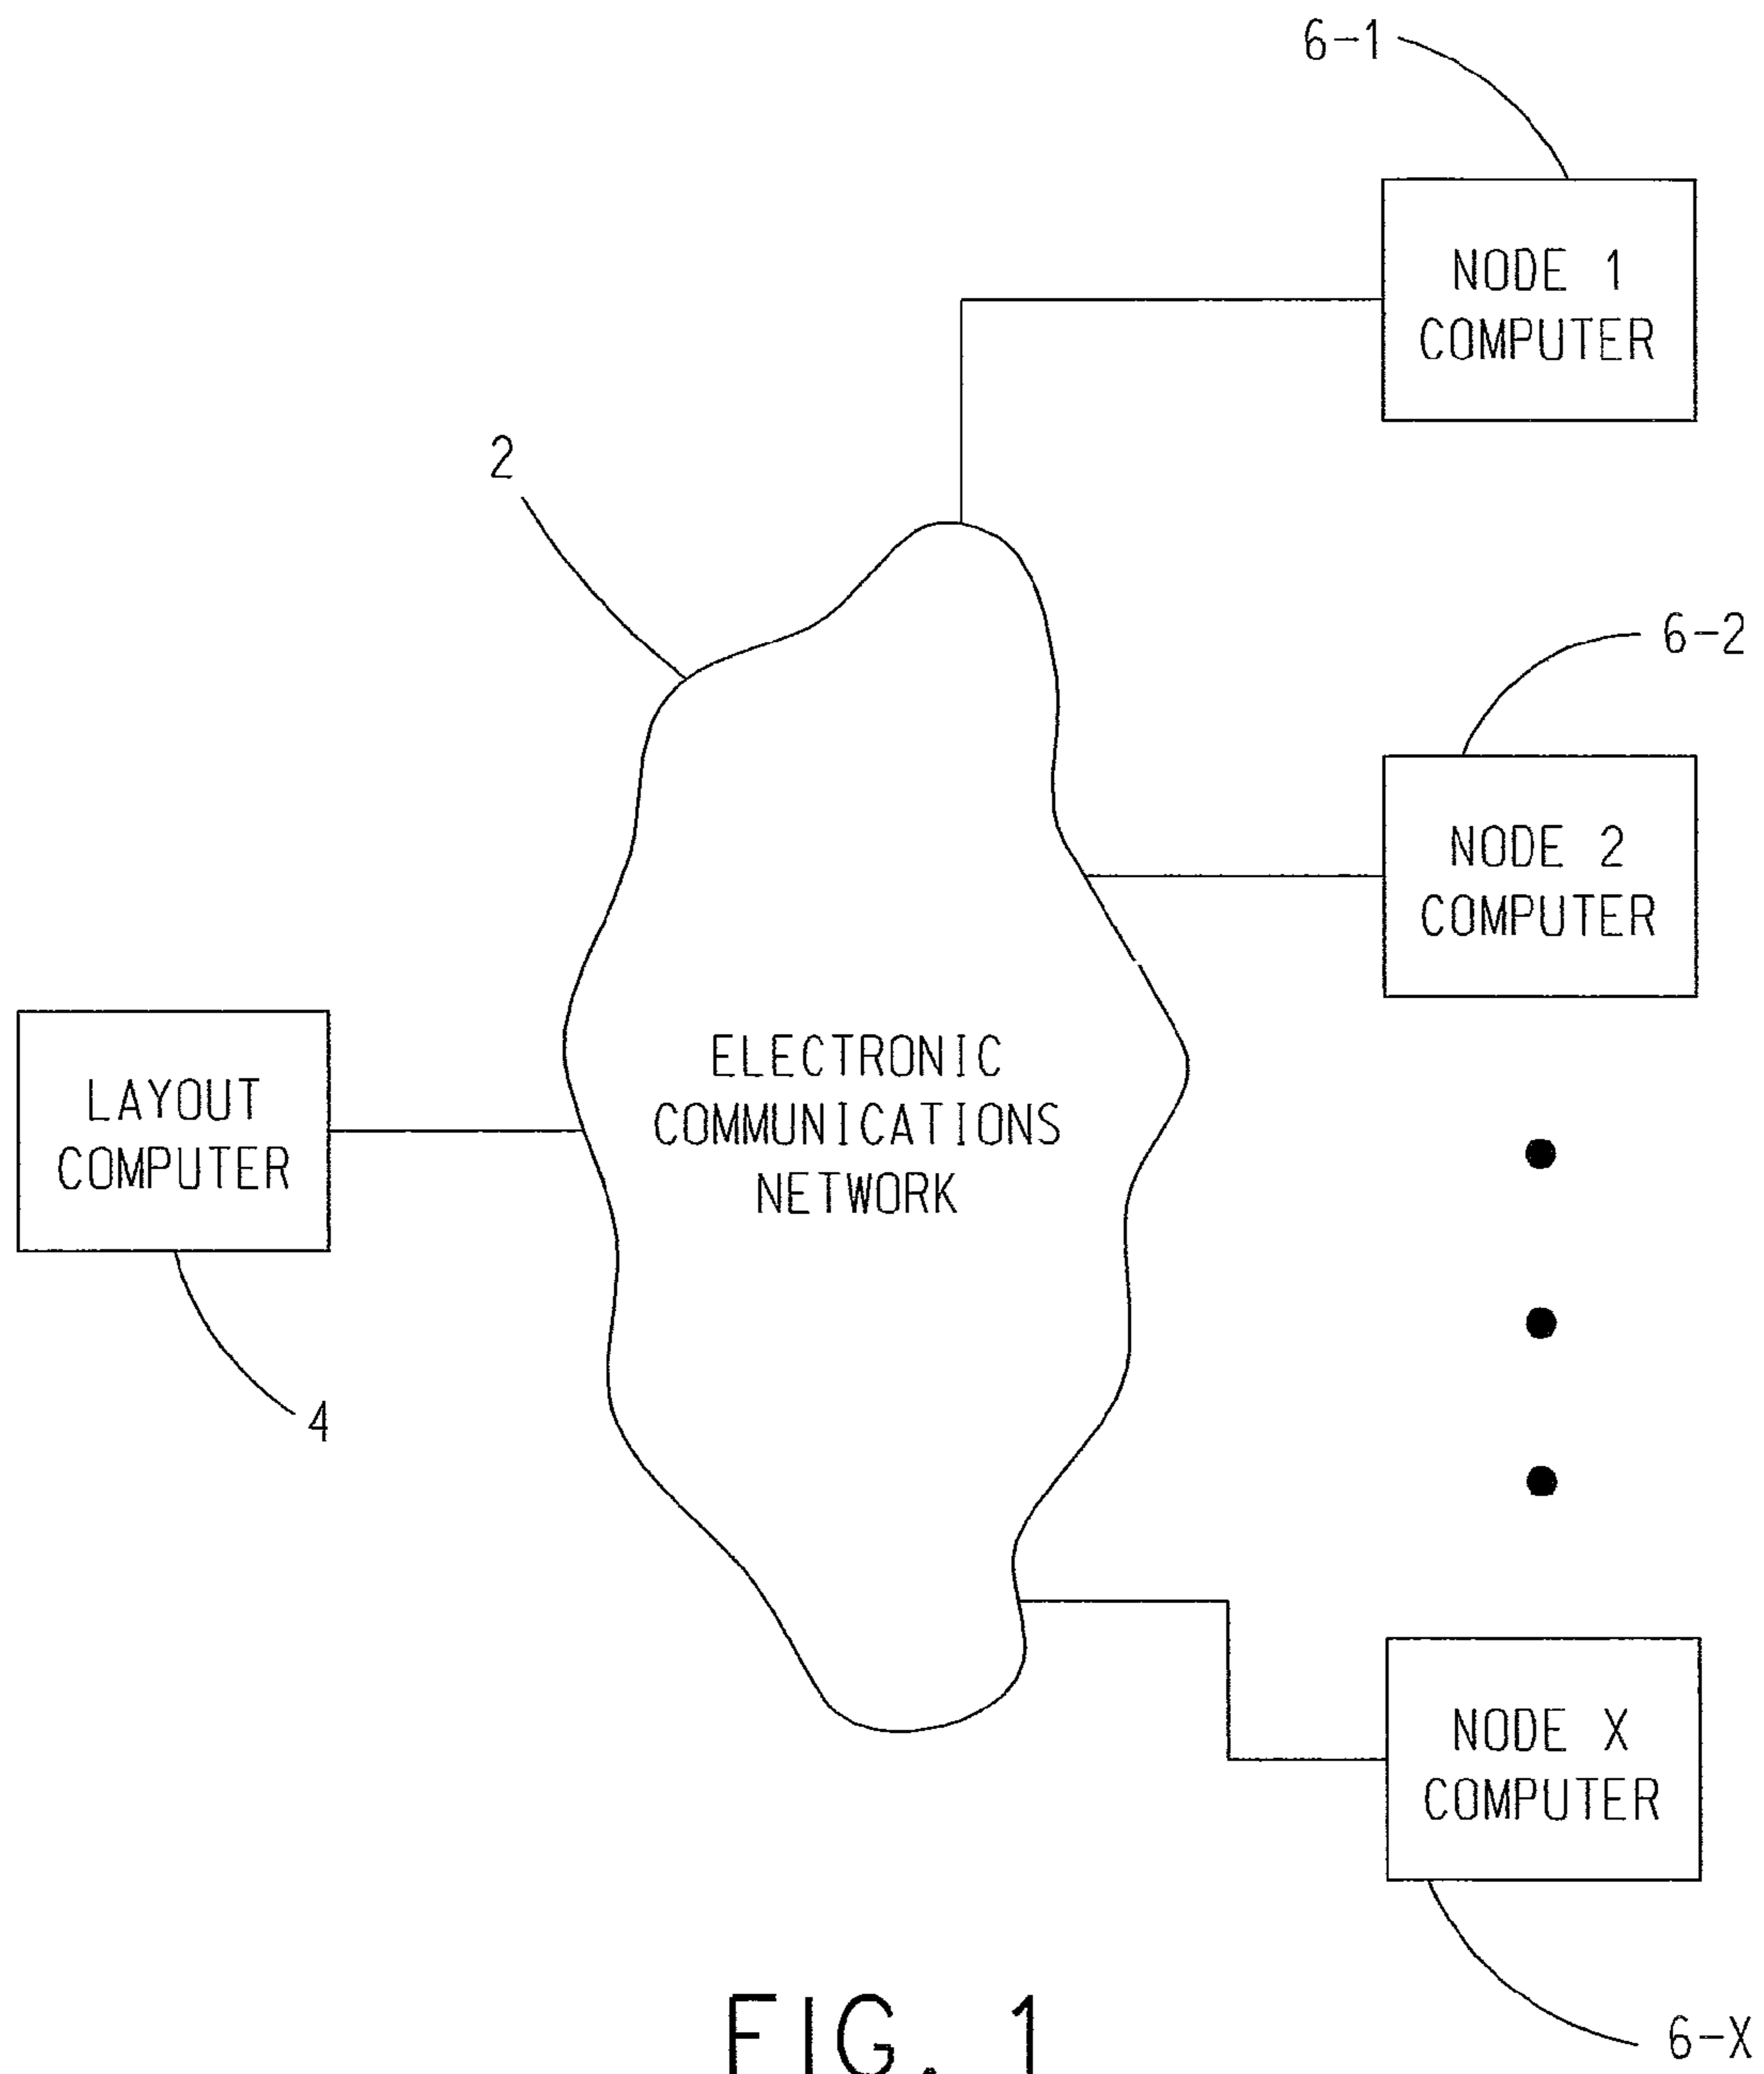 6-1
NODE 1
COMPUTER
2
6-2
NODE 2
COMPUTER
ELECTRONIC
COMMUNICATIONS
NETWORK
LAYOUT
COMPUTER
4
NODE X
COMPUTER
6-X
FIG. 1